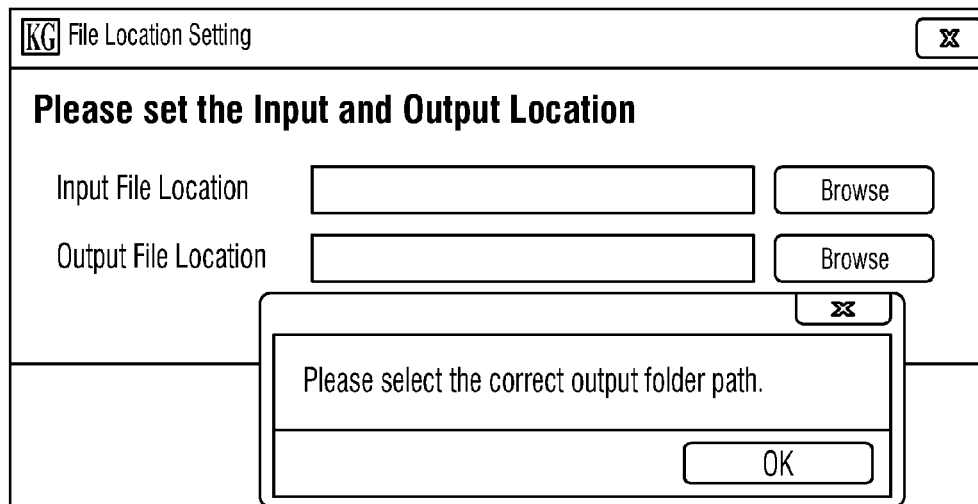 KG File Location Setting X
Please set the Input and Output Location
Input File Location Browse
Output File Location Browse
X
Please select the correct output folder path.
OK